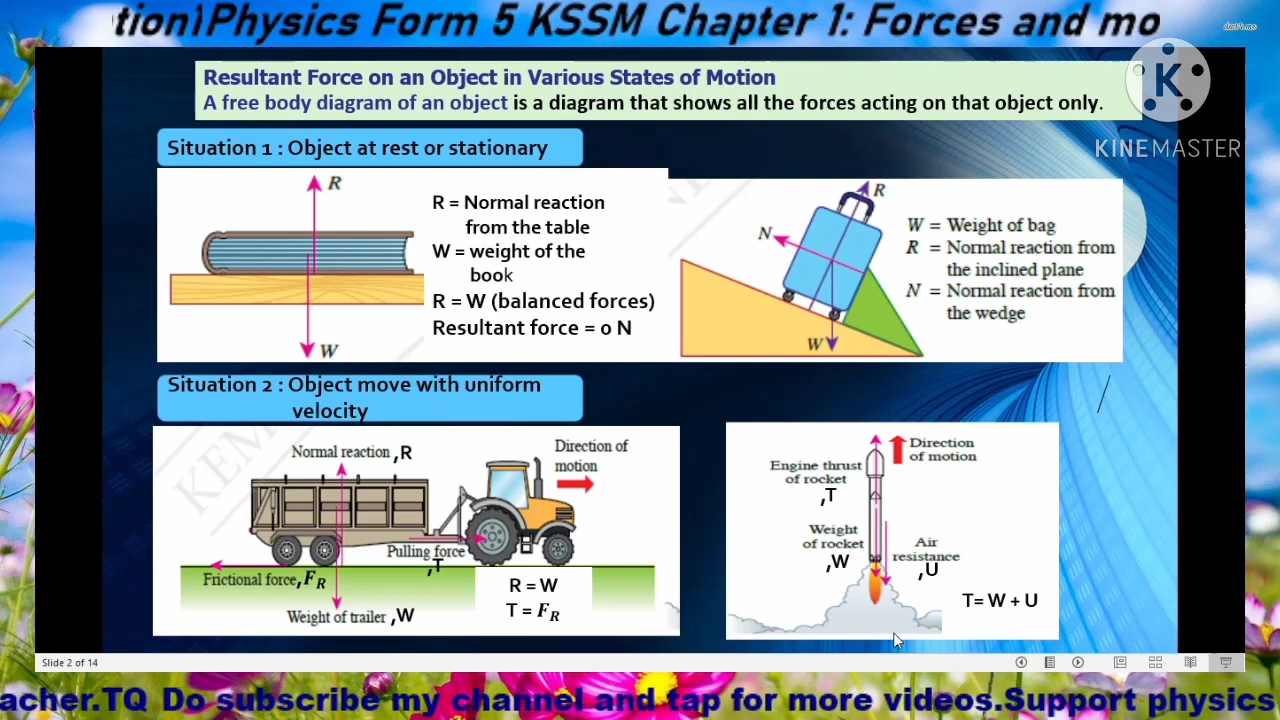 tion1Physics Form 5 KSSM Chapter 1: Forces and mo
K
KINEMASTER
Resultant Force on an Object in Various States of Motion
A free body diagram of an object is a diagram that shows all the forces acting on that object only.
Situation 1 : Object at rest or stationary
R
W
R = Normal reaction
from the table
W = weight of the
book
R = W (balanced forces)
Resultant force = 0 N
R
N
W
W = Weight of bag
R = Normal reaction from
the inclined plane
N = Normal reaction from
the wedge
Situation 2 : Object move with uniform
velocity
Normal reaction ,R
Direction of
motion
Pulling force
,T
Frictional force, F_R
Weight of trailer ,W
R = W
T = F_R
Direction
of motion
Engine thrust
of rocket
,T
Weight
of rocket
,W
Air
resistance
,U
T= W + U
Slide 2 of 14
acher.TQ Do subscribe my channel and tap for more videos.Support physics